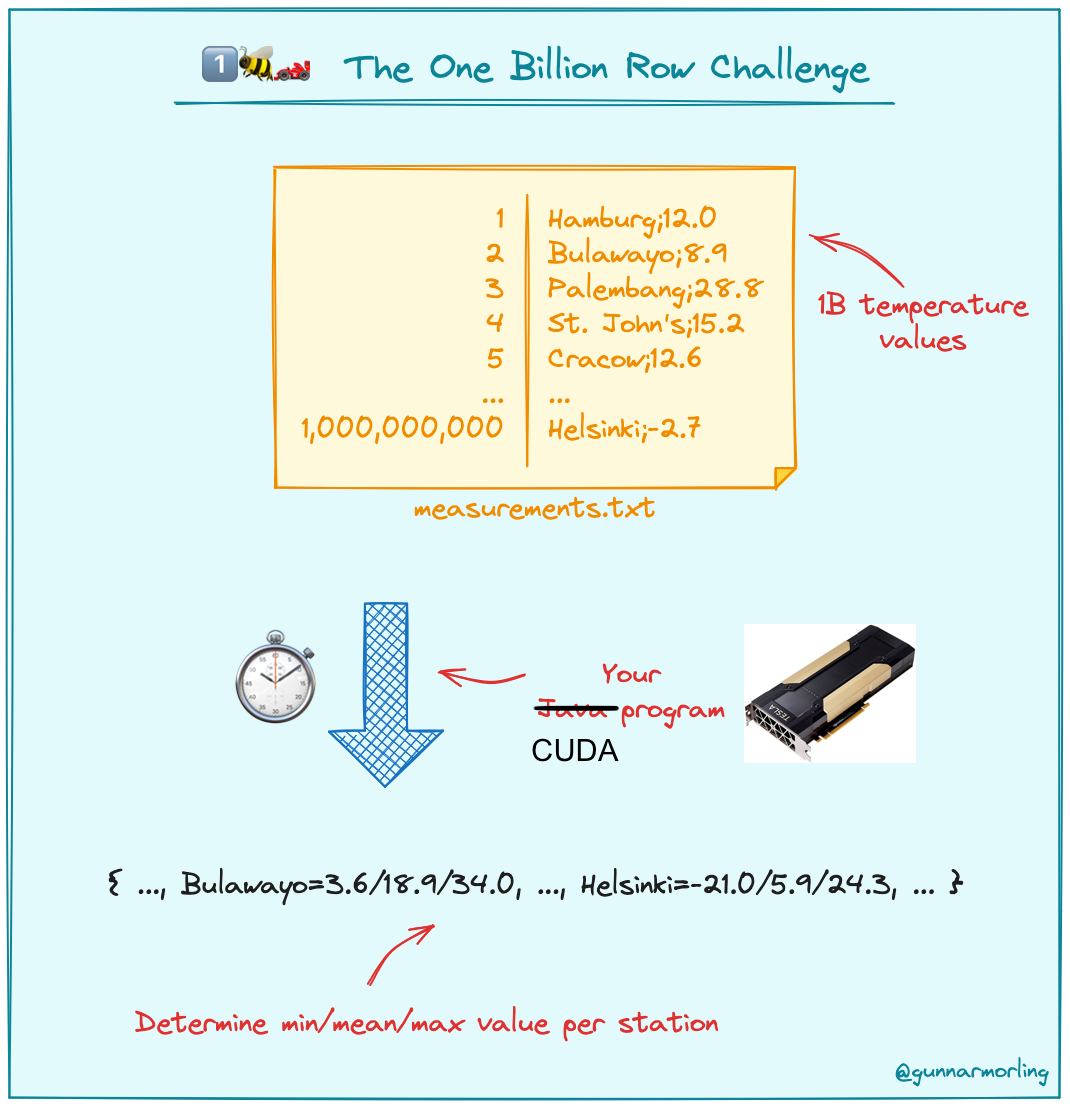 1 The One Billion Row Challenge
1 Hamburg;12.0
2 Bulawayo;8.9
3 Palembang;28.8
4 St. John's;15.2
5 Cracow;12.6
... ...
1,000,000,000 Helsinki;-2.7
measurements.txt
1B temperature
values
Your
Java program
CUDA
TESLA
{ ..., Bulawayo=3.6/18.9/34.0, ..., Helsinki=-21.0/5.9/24.3, ... }
Determine min/mean/max value per station
@gunnarmorling